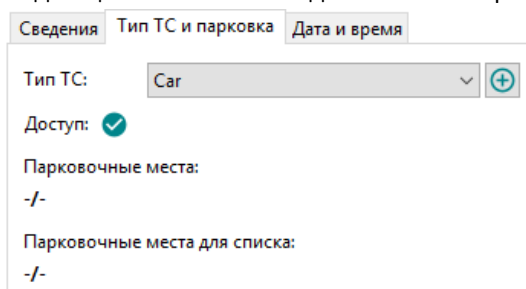 Сведения Тип ТС и парковка Дата и время
Тип ТС: Car
Доступ:
Парковочные места:
-/-
Парковочные места для списка:
-/-